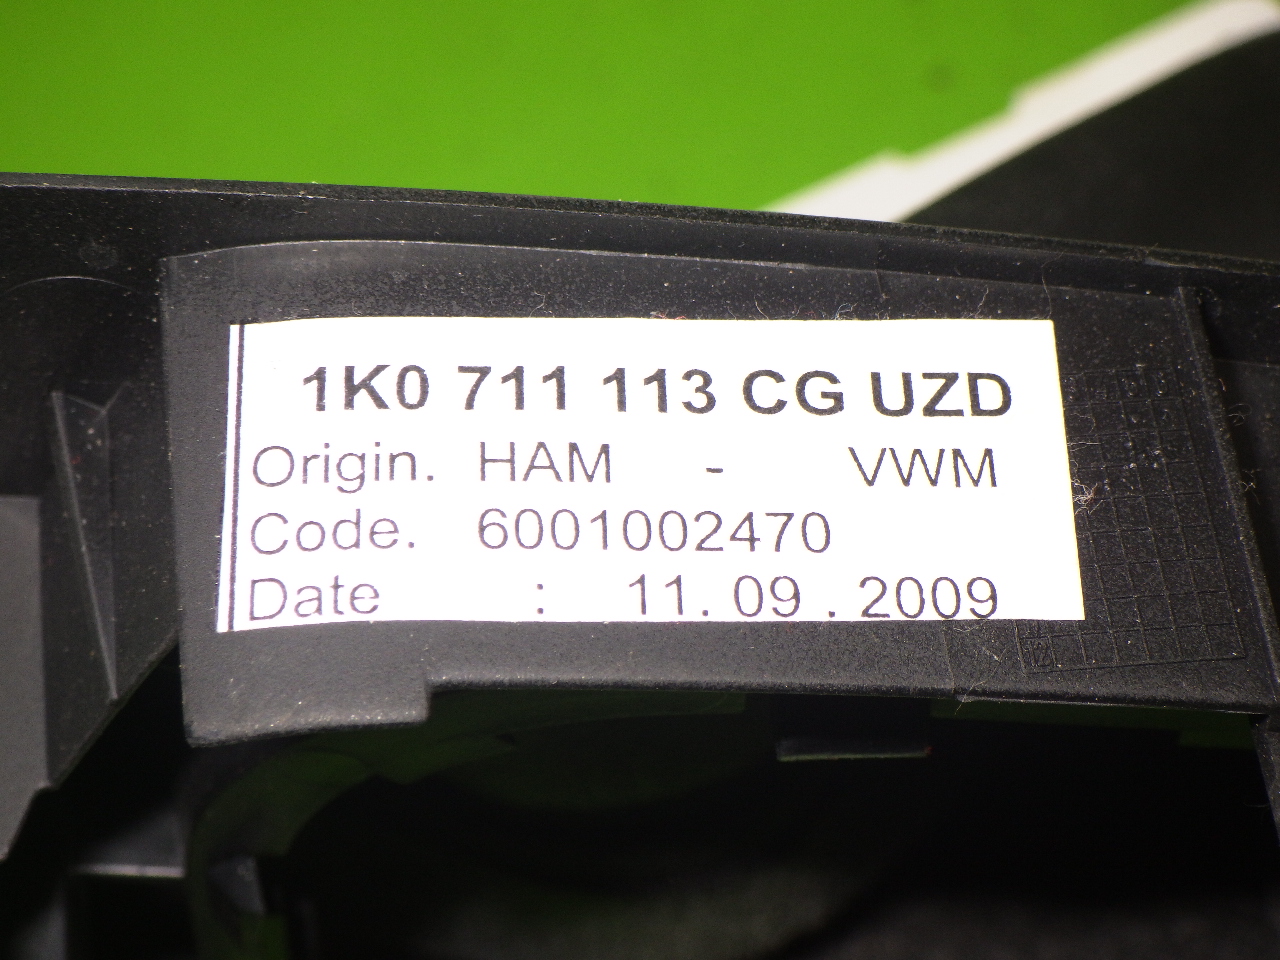 1K0 711 113 CG UZD
Origin. HAM - VWM
Code. 6001002470
Date : 11. 09 . 2009